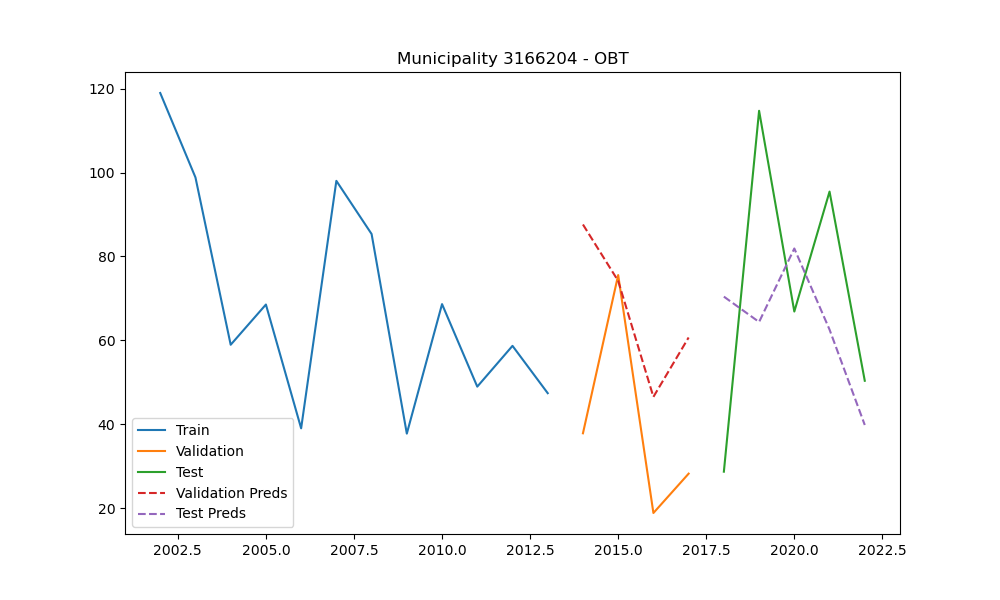 Municipality 3166204 - OBT
120
100
80
60
40
20
Train
Validation
Test
Validation Preds
Test Preds
2002.5 2005.0 2007.5 2010.0 2012.5 2015.0 2017.5 2020.0 2022.5